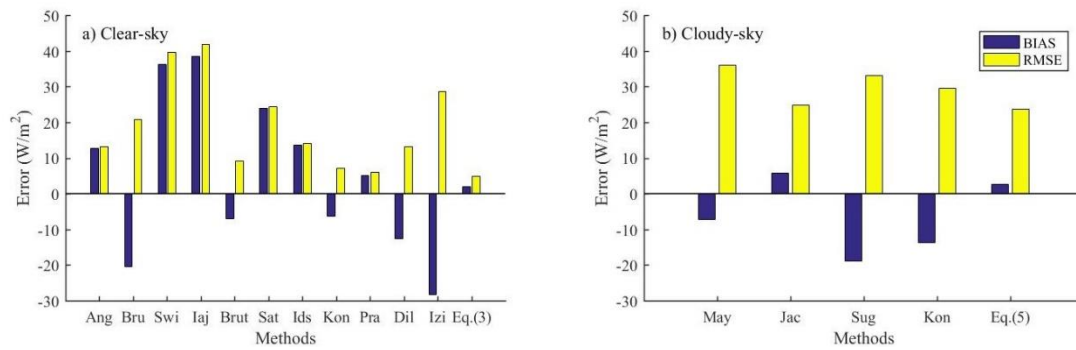 a) Clear-sky
Error (W/m²)
50
40
30
20
10
0
-10
-20
-30
Ang Bru Swi Iaj Brut Sat Ids Kon Pra Dil Izi Eq.(3)
Methods
b) Cloudy-sky
BIAS
RMSE
Error (W/m²)
50
40
30
20
10
0
-10
-20
-30
May Jac Sug Kon Eq.(5)
Methods